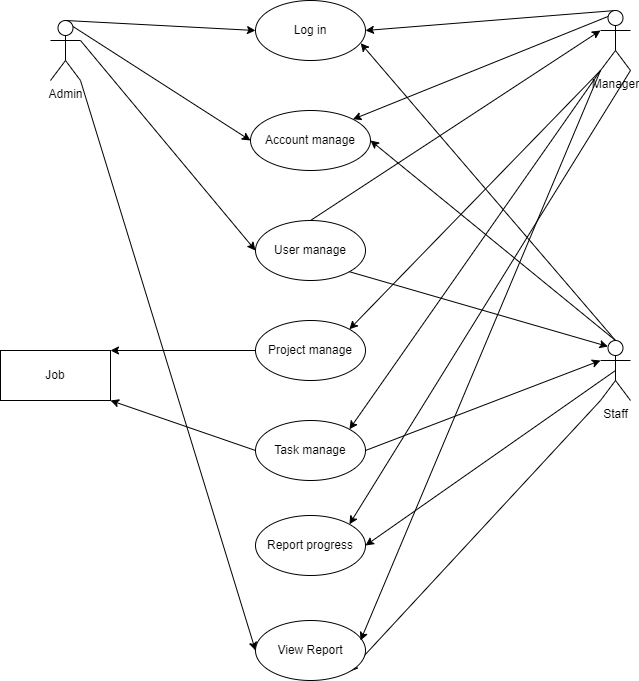 Log in
Admin
Manager
Account manage
User manage
Project manage
Job
Staff
Task manage
Report progress
View Report